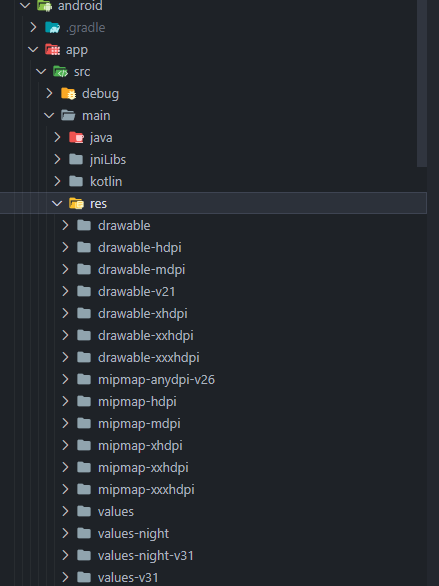 android
.gradle
app
src
debug
main
java
jniLibs
kotlin
res
drawable
drawable-hdpi
drawable-mdpi
drawable-v21
drawable-xhdpi
drawable-xxhdpi
drawable-xxxhdpi
mipmap-anydpi-v26
mipmap-hdpi
mipmap-mdpi
mipmap-xhdpi
mipmap-xxhdpi
mipmap-xxxhdpi
values
values-night
values-night-v31
values-v31